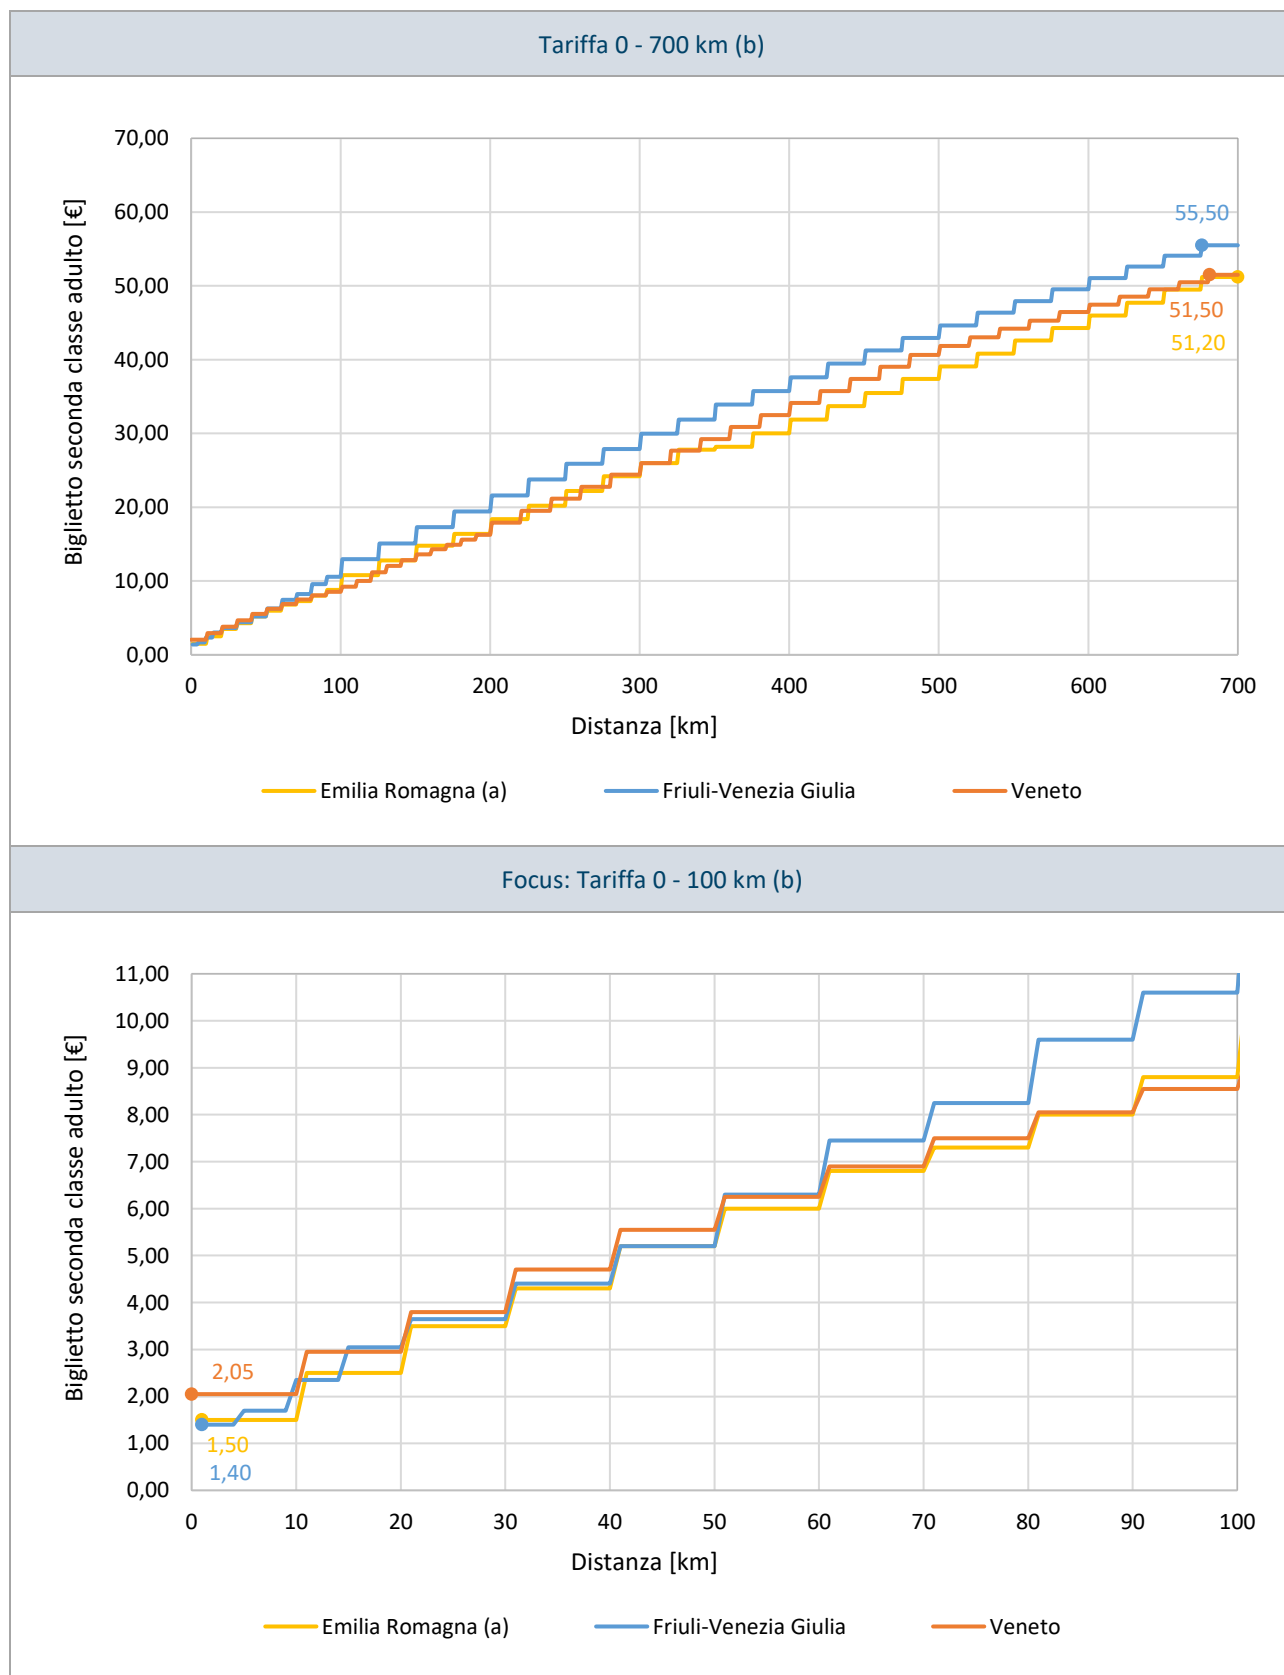 Tariffa 0 - 700 km (b)
Biglietto seconda classe adulto [€]
70,00
60,00
50,00
40,00
30,00
20,00
10,00
0,00
55,50
51,50
51,20
0 100 200 300 400 500 600 700
Distanza [km]
Emilia Romagna (a) Friuli-Venezia Giulia Veneto
Focus: Tariffa 0 - 100 km (b)
Biglietto seconda classe adulto [€]
11,00
10,00
9,00
8,00
7,00
6,00
5,00
4,00
3,00
2,00
1,00
0,00
2,05
1,50
1,40
0 10 20 30 40 50 60 70 80 90 100
Distanza [km]
Emilia Romagna (a) Friuli-Venezia Giulia Veneto